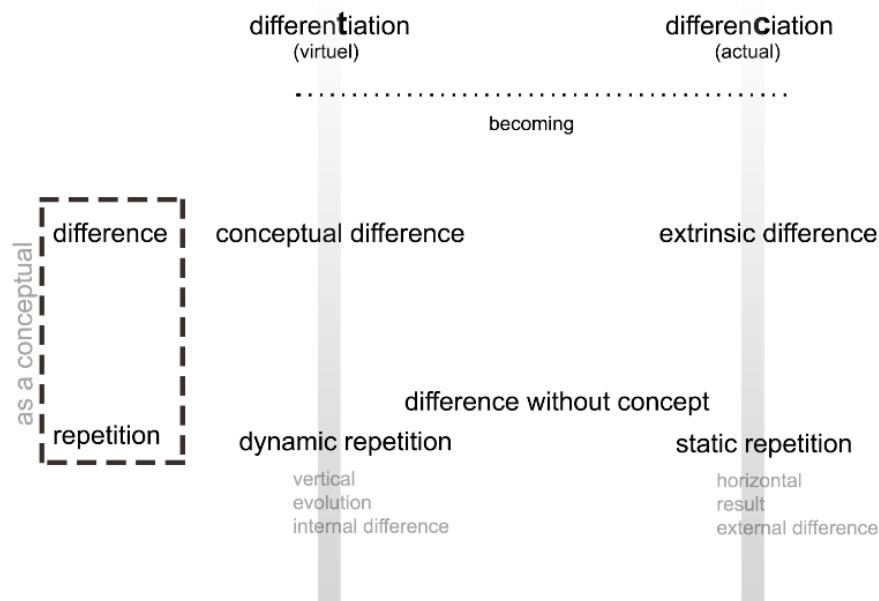 differentiation differenciation
(virtuel) (actual)
becoming
as a conceptual
difference conceptual difference extrinsic difference
difference without concept
repetition dynamic repetition static repetition
vertical horizontal
evolution result
internal difference external difference